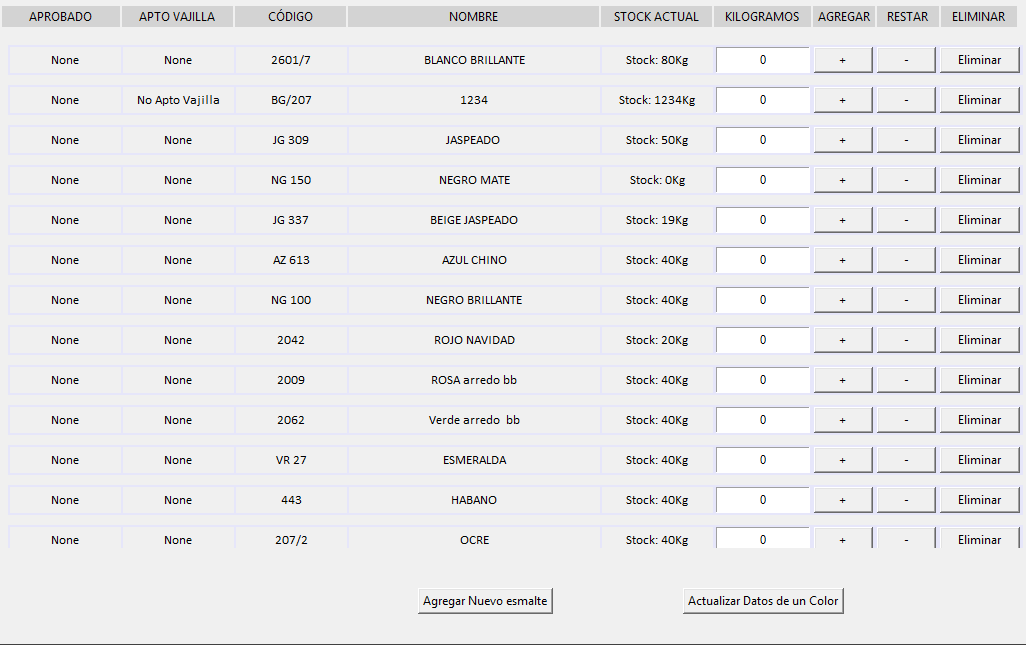 APROBADO APTO VAJILLA CÓDIGO NOMBRE STOCK ACTUAL KILOGRAMOS AGREGAR RESTAR ELIMINAR
None None 2601/7 BLANCO BRILLANTE Stock: 80Kg 0 + - Eliminar
None No Apto Vajilla BG/207 1234 Stock: 1234Kg 0 + - Eliminar
None None JG 309 JASPEADO Stock: 50Kg 0 + - Eliminar
None None NG 150 NEGRO MATE Stock: 0Kg 0 + - Eliminar
None None JG 337 BEIGE JASPEADO Stock: 19Kg 0 + - Eliminar
None None AZ 613 AZUL CHINO Stock: 40Kg 0 + - Eliminar
None None NG 100 NEGRO BRILLANTE Stock: 40Kg 0 + - Eliminar
None None 2042 ROJO NAVIDAD Stock: 20Kg 0 + - Eliminar
None None 2009 ROSA arredo bb Stock: 40Kg 0 + - Eliminar
None None 2062 Verde arredo  bb Stock: 40Kg 0 + - Eliminar
None None VR 27 ESMERALDA Stock: 40Kg 0 + - Eliminar
None None 443 HABANO Stock: 40Kg 0 + - Eliminar
None None 207/2 OCRE Stock: 40Kg 0 + - Eliminar
Agregar Nuevo esmalte Actualizar Datos de un Color